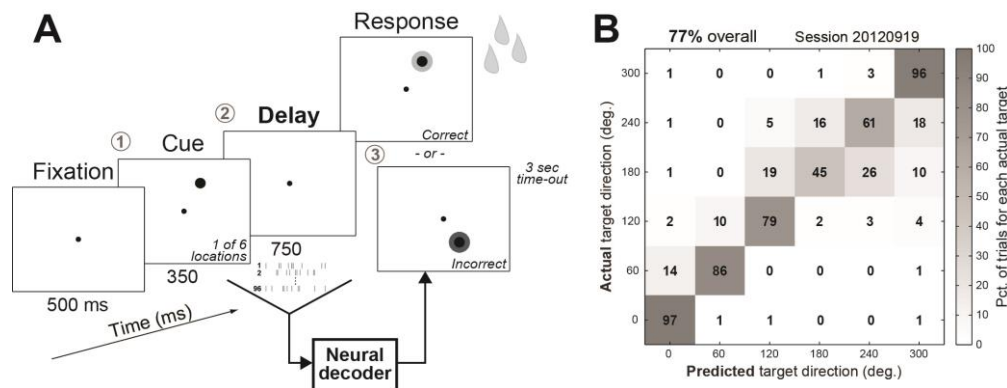 A
Fixation
500 ms
1
Cue
1 of 6
locations
350
2
Delay
750
1
2
96
Response
Correct
- or -
3
3 sec
time-out
Incorrect
Time (ms)
Neural
decoder
B
77% overall Session 20120919
Actual target direction (deg.)
300 1 0 0 1 3 96
240 1 0 5 16 61 18
180 1 0 19 45 26 10
120 2 10 79 2 3 4
60 14 86 0 0 0 1
0 97 1 1 0 0 1
0 60 120 180 240 300
Predicted target direction (deg.)
100
90
80
70
60
50
40
30
20
10
0
Pct. of trials for each actual target